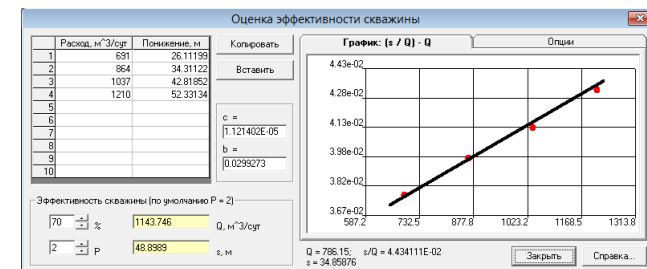 Оценка эффективности скважины
Расход, м^3/сут Понижение, м
1 691 26.11199
2 864 34.31122
3 1037 42.81852
4 1210 52.33134
5
6
7
8
9
10
Копировать
Вставить
c =
1.121402E-05
b =
0.0299273
Эффективность скважины (по умолчанию P = 2)
70 % 1143.746 Q, м^3/сут
2 P 48.8989 s, м
График: (s / Q) - Q Опции
4.43e-02
4.28e-02
4.13e-02
3.98e-02
3.82e-02
3.67e-02
587.2 732.5 877.8 1023.2 1168.5 1313.8
Q = 786.15; s/Q = 4.434111E-02
s = 34.85876
Закрыть Справка...